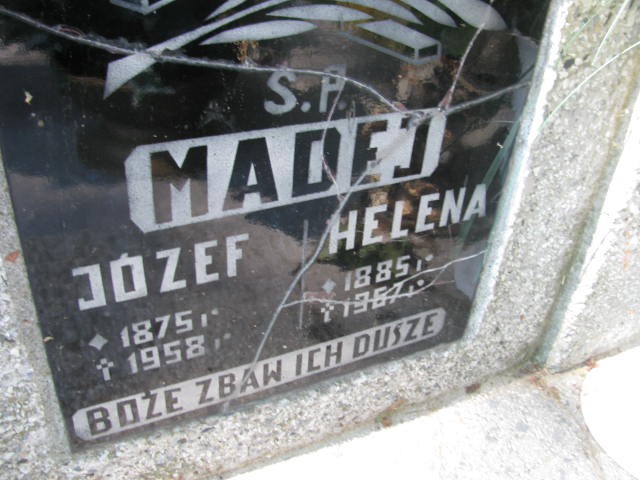 Ś.P.
MADEJ
JÓZEF
1875 r.
1958 r.
HELENA
1885 r.
1967 r.
BOŻE ZBAW ICH DUSZE